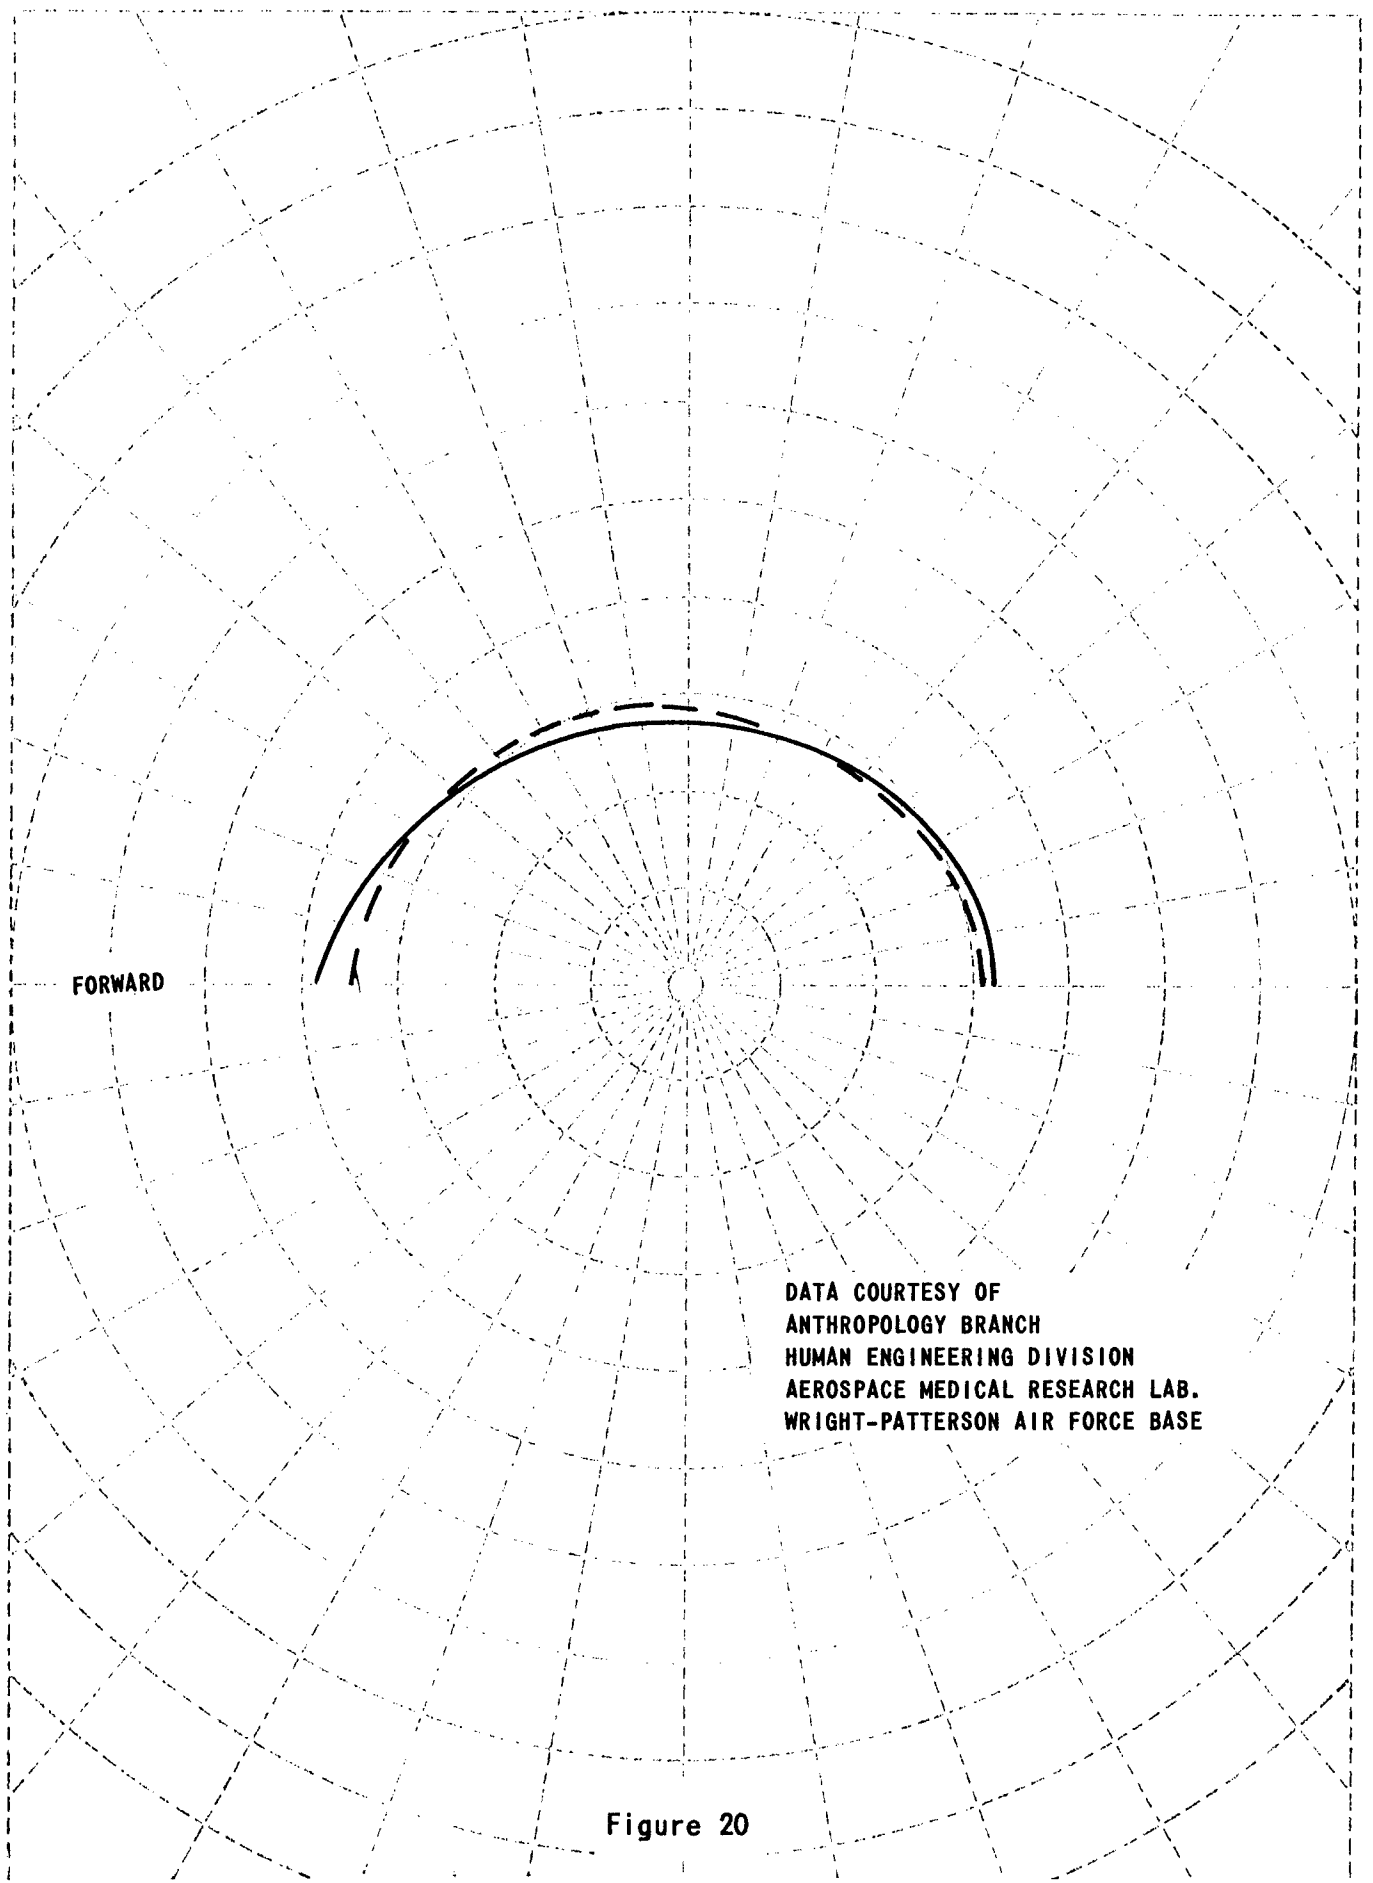 FORWARD
DATA COURTESY OF
ANTHROPOLOGY BRANCH
HUMAN ENGINEERING DIVISION
AEROSPACE MEDICAL RESEARCH LAB.
WRIGHT-PATTERSON AIR FORCE BASE
Figure 20